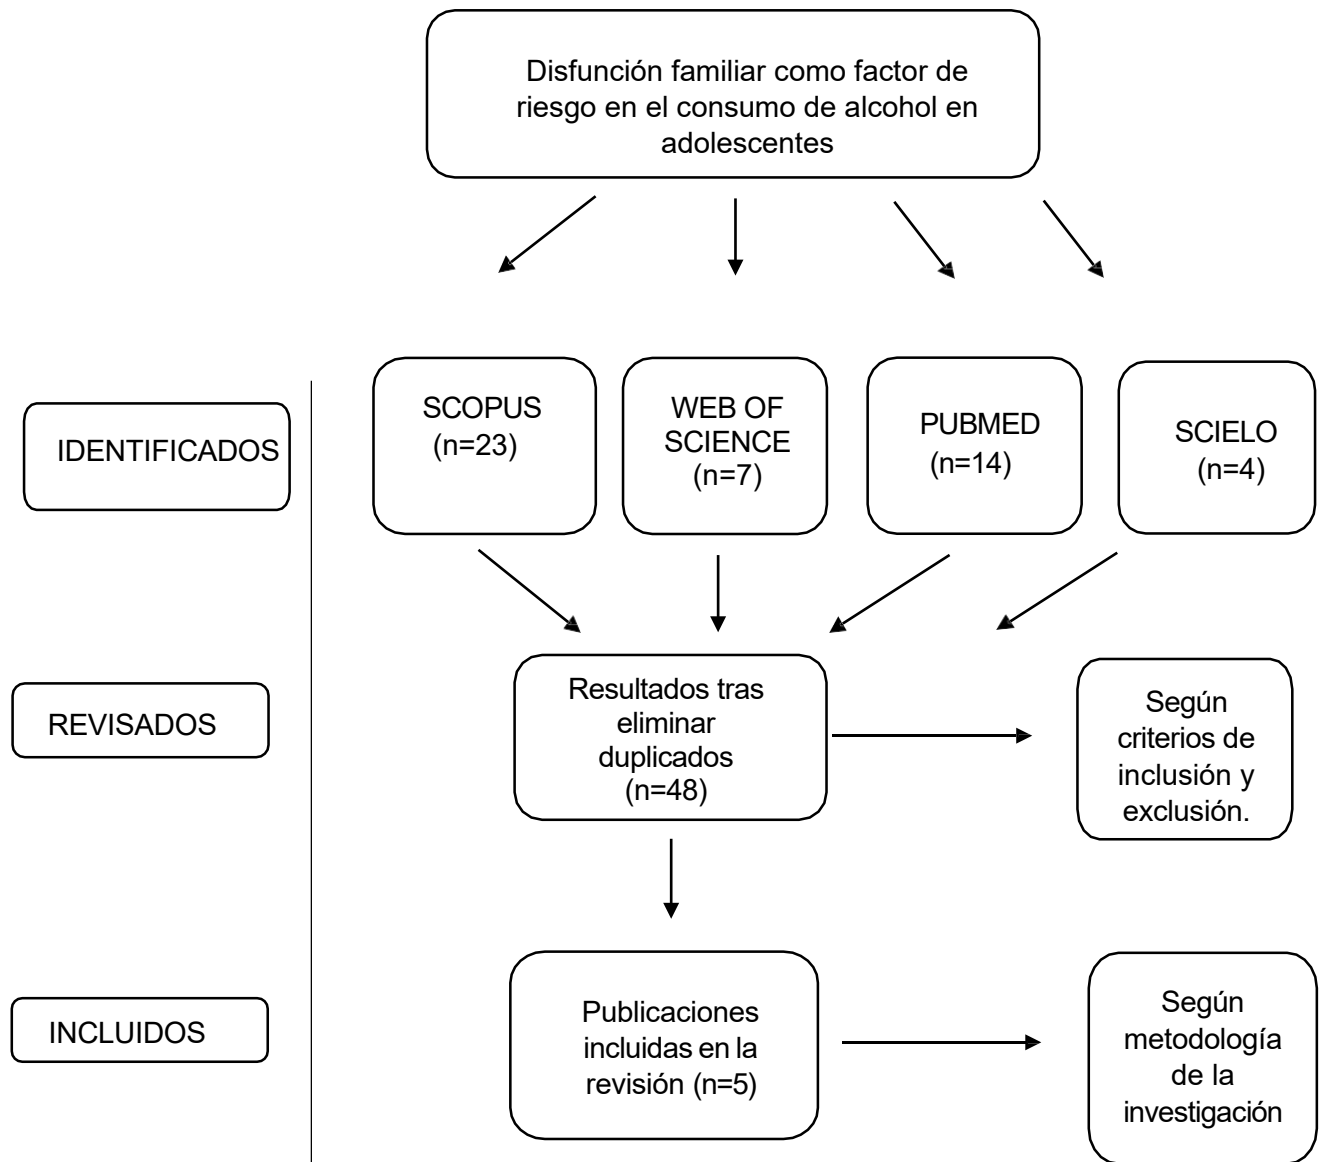 Disfunción familiar como factor de
riesgo en el consumo de alcohol en
adolescentes
IDENTIFICADOS
SCOPUS
(n=23)
WEB OF
SCIENCE
(n=7)
PUBMED
(n=14)
SCIELO
(n=4)
REVISADOS
Resultados tras
eliminar
duplicados
(n=48)
Según
criterios de
inclusión y
exclusión.
INCLUIDOS
Publicaciones
incluidas en la
revisión (n=5)
Según
metodología
de la
investigación